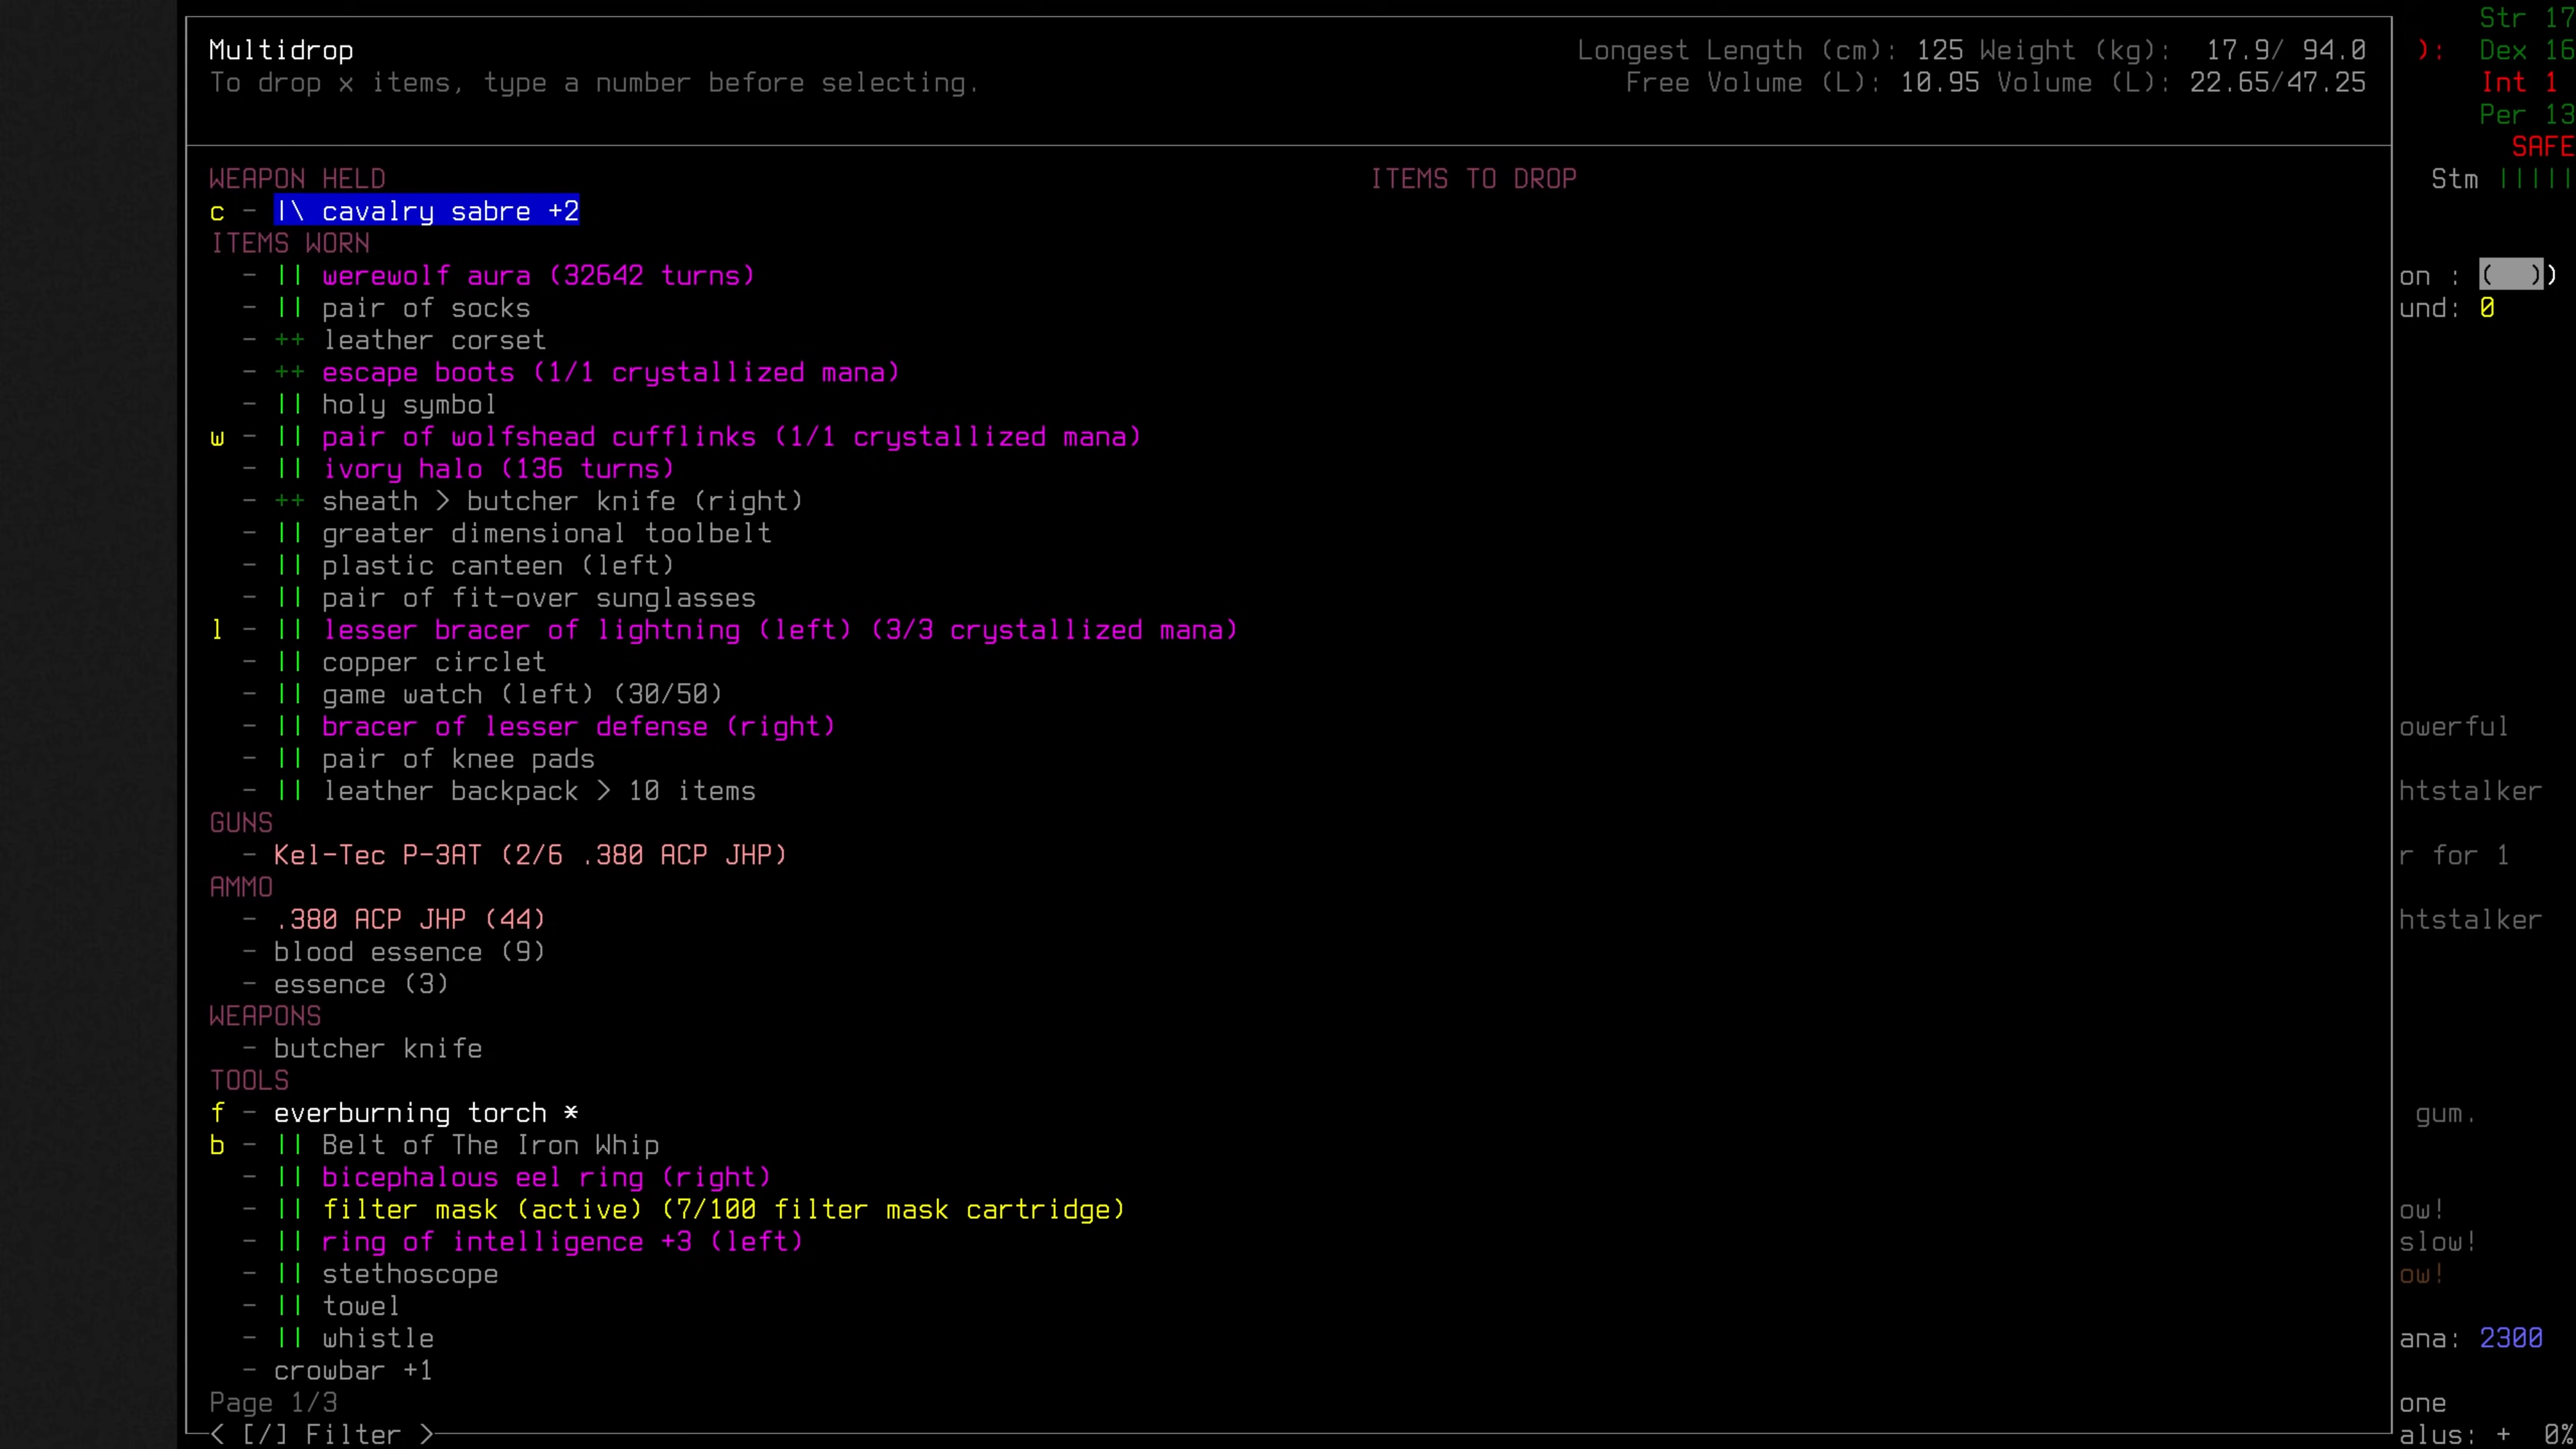 Str 17
Multidrop Longest Length (cm): 125 Weight (kg): 17.9/ 94.0 ): Dex 16
To drop x items, type a number before selecting. Free Volume (L): 10.95 Volume (L): 22.65/47.25 Int 1
Per 13
SAFE
WEAPON HELD ITEMS TO DROP Stm |||||
c - |\ cavalry sabre +2
ITEMS WORN
- || werewolf aura (32642 turns) on : ( ))
- || pair of socks und: 0
- ++ leather corset
- ++ escape boots (1/1 crystallized mana)
- || holy symbol
w - || pair of wolfshead cufflinks (1/1 crystallized mana)
- || ivory halo (136 turns)
- ++ sheath > butcher knife (right)
- || greater dimensional toolbelt
- || plastic canteen (left)
- || pair of fit-over sunglasses
l - || lesser bracer of lightning (left) (3/3 crystallized mana)
- || copper circlet
- || game watch (left) (30/50)
- || bracer of lesser defense (right) owerful
- || pair of knee pads
- || leather backpack > 10 items htstalker
GUNS
- Kel-Tec P-3AT (2/6 .380 ACP JHP) r for 1
AMMO
- .380 ACP JHP (44) htstalker
- blood essence (9)
- essence (3)
WEAPONS
- butcher knife
TOOLS
f - everburning torch * gum.
b - || Belt of The Iron Whip
- || bicephalous eel ring (right)
- || filter mask (active) (7/100 filter mask cartridge) ow!
- || ring of intelligence +3 (left) slow!
- || stethoscope ow!
- || towel
- || whistle ana: 2300
- crowbar +1
Page 1/3 one
< [/] Filter > alus: + 0%